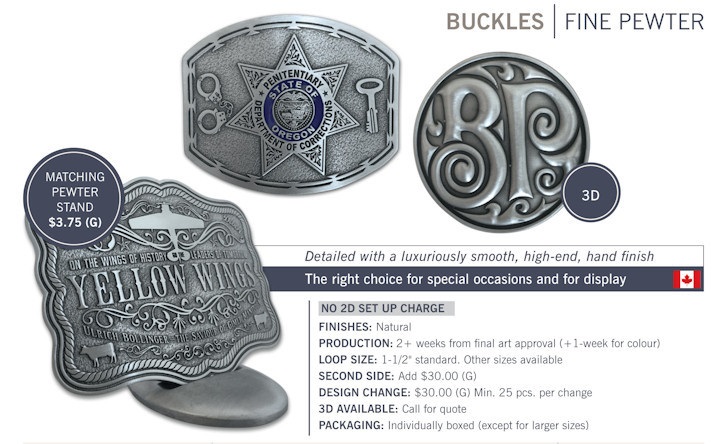 BUCKLES | FINE PEWTER
PENITENTIARY
STATE OF
OREGON
DEPARTMENT OF CORRECTIONS
BP
MATCHING
PEWTER
STAND
$3.75 (G)
3D
ON THE WINGS OF HISTORY
YELLOW WINGS
ULRICH BOLLINGER
Detailed with a luxuriously smooth, high-end, hand finish
The right choice for special occasions and for display
NO 2D SET UP CHARGE
FINISHES: Natural
PRODUCTION: 2+ weeks from final art approval (+1-week for colour)
LOOP SIZE: 1-1/2" standard. Other sizes available
SECOND SIDE: Add $30.00 (G)
DESIGN CHANGE: $30.00 (G) Min. 25 pcs. per change
3D AVAILABLE: Call for quote
PACKAGING: Individually boxed (except for larger sizes)